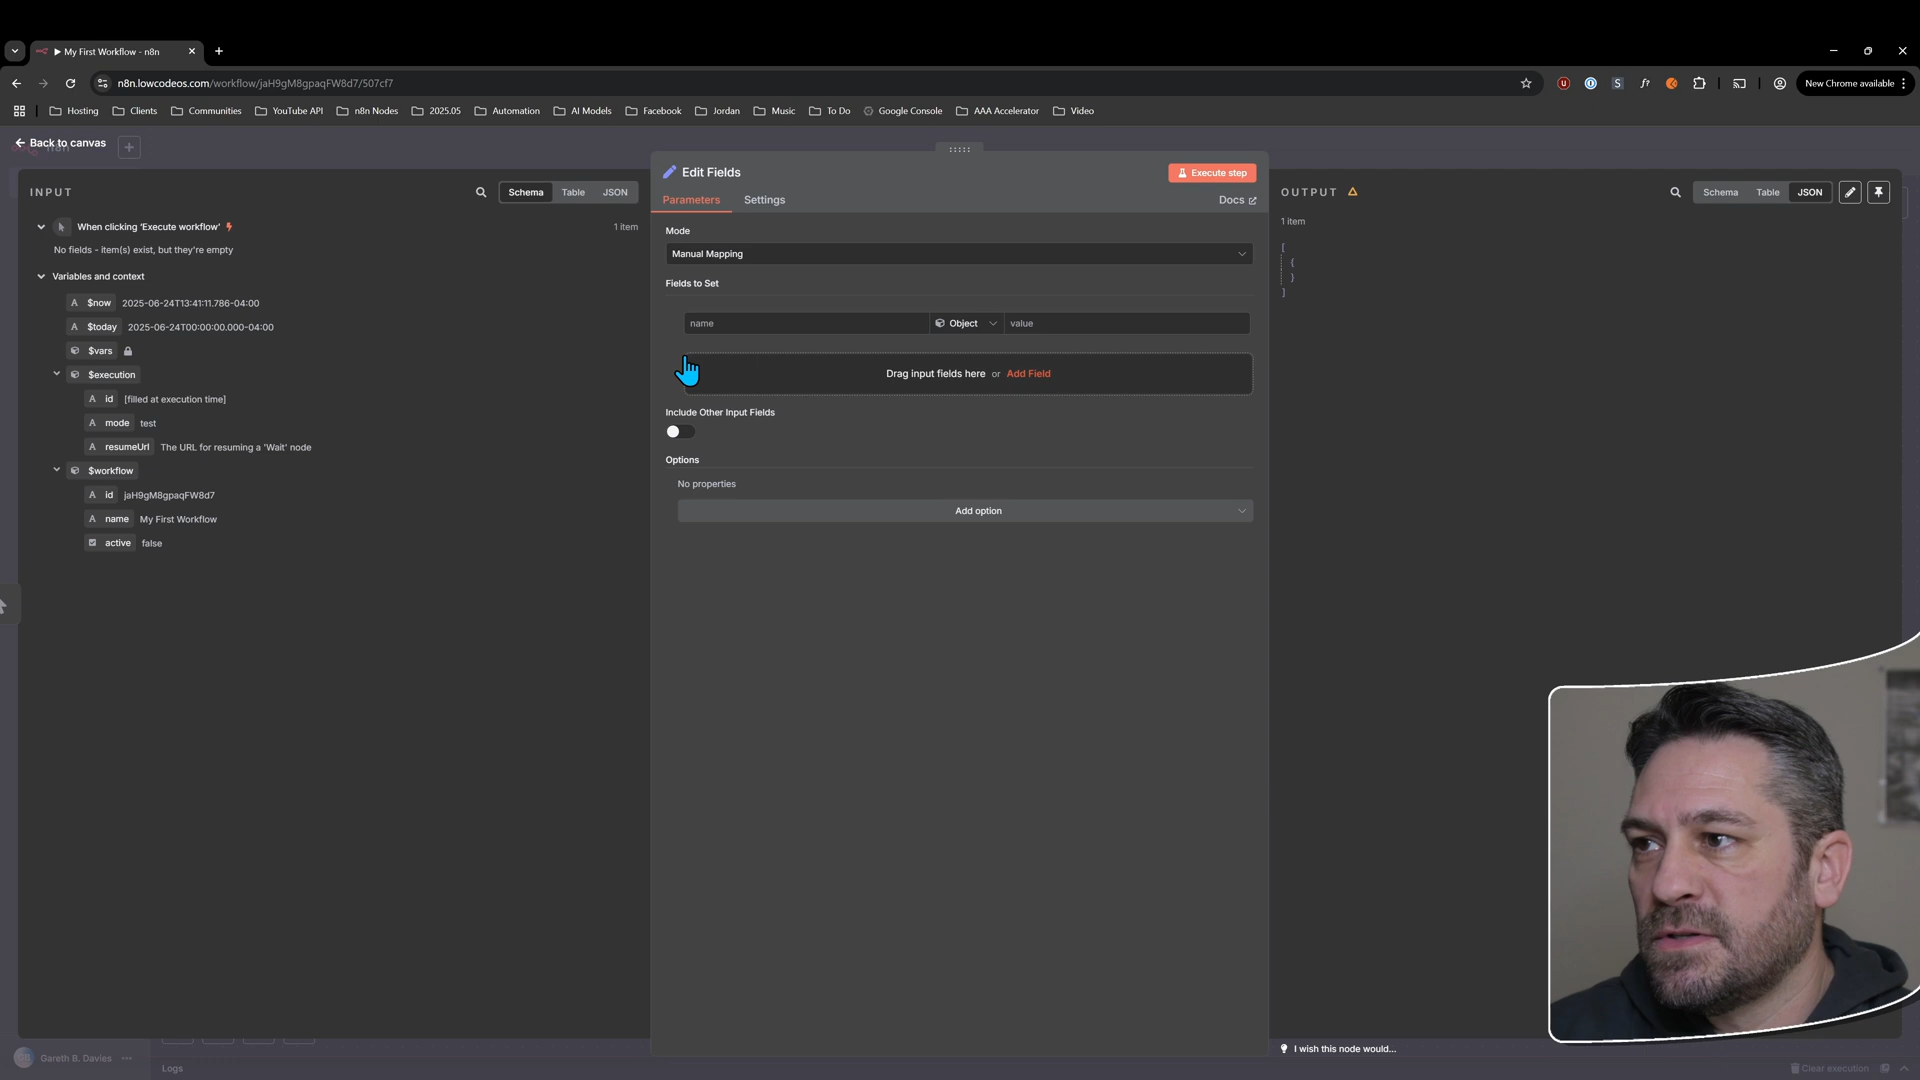 ▶ My First Workflow - n8n
n8n.lowcodeos.com/workflow/jaH9gM8gpaqFW8d7/507cf7
New Chrome available
Hosting
Clients
Communities
YouTube API
n8n Nodes
2025.05
Automation
AI Models
Facebook
Jordan
Music
To Do
Google Console
AAA Accelerator
Video
Back to canvas
INPUT
Schema
Table
JSON
When clicking ‘Execute workflow’
1 item
No fields - item(s) exist, but they're empty
Variables and context
$now 2025-06-24T13:41:11.786-04:00
$today 2025-06-24T00:00:00.000-04:00
$vars
$execution
id [filled at execution time]
mode test
resumeUrl The URL for resuming a 'Wait' node
$workflow
id jaH9gM8gpaqFW8d7
name My First Workflow
active false
Edit Fields
Execute step
Parameters
Settings
Docs
Mode
Manual Mapping
Fields to Set
name
Object
value
Drag input fields here or Add Field
Include Other Input Fields
Options
No properties
Add option
OUTPUT
Schema
Table
JSON
1 item
[
{
}
]
I wish this node would...
Gareth B. Davies
Logs
Clear execution